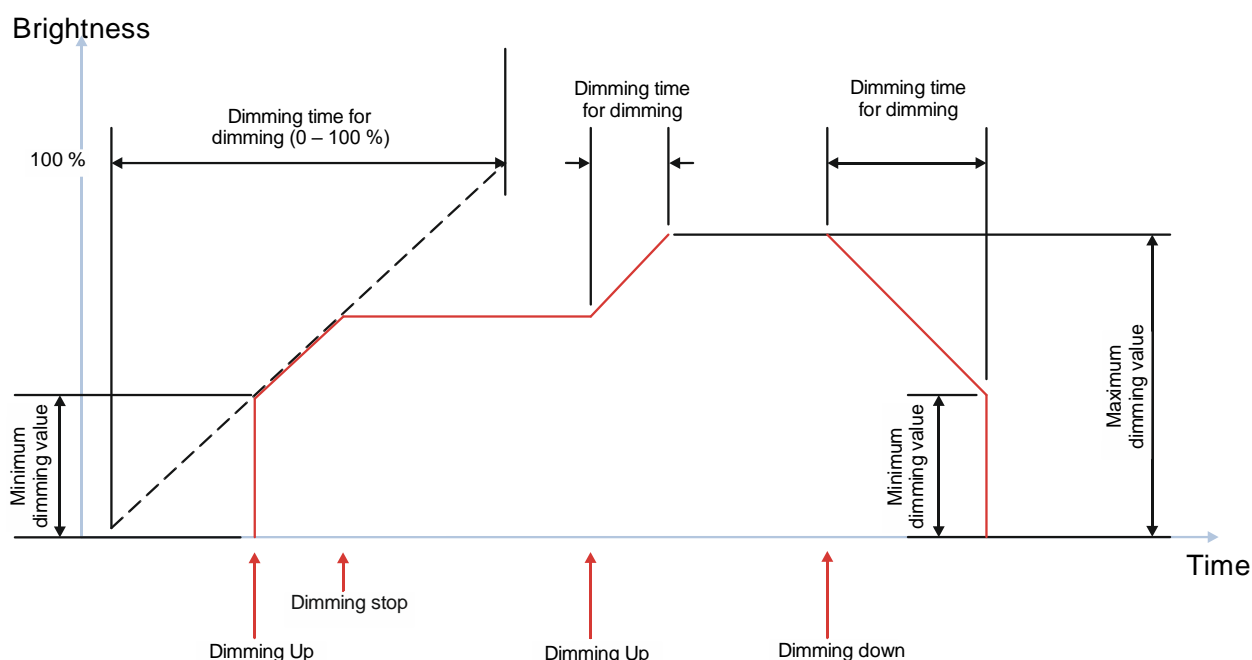 Brightness
Dimming time for
dimming (0 – 100 %)
Dimming time
for dimming
Dimming time
for dimming
100 %
Minimum
dimming value
Minimum
dimming value
Maximum
dimming value
Time
Dimming stop
Dimming Up
Dimming Up
Dimming down